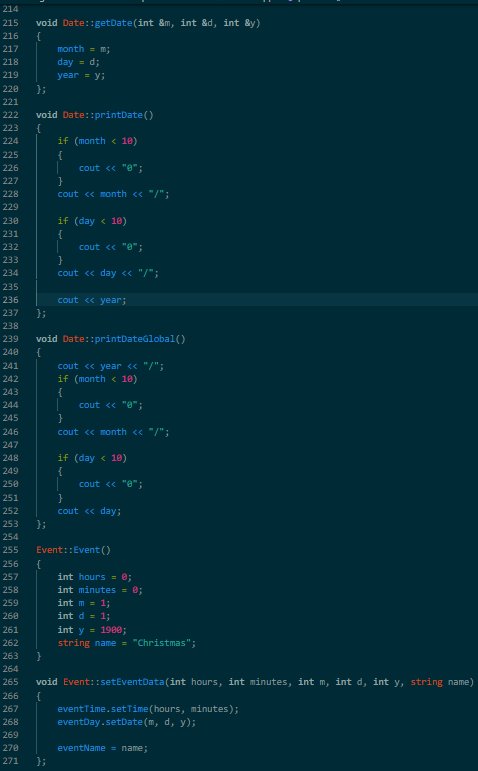 214
215 void Date::getDate(int &m, int &d, int &y)
216 {
217     month = m;
218     day = d;
219     year = y;
220 };
221
222 void Date::printDate()
223 {
224     if (month < 10)
225     {
226         cout << "0";
227     }
228     cout << month << "/";
229
230     if (day < 10)
231     {
232         cout << "0";
233     }
234     cout << day << "/";
235
236     cout << year;
237 };
238
239 void Date::printDateGlobal()
240 {
241     cout << year << "/";
242     if (month < 10)
243     {
244         cout << "0";
245     }
246     cout << month << "/";
247
248     if (day < 10)
249     {
250         cout << "0";
251     }
252     cout << day;
253 };
254
255 Event::Event()
256 {
257     int hours = 0;
258     int minutes = 0;
259     int m = 1;
260     int d = 1;
261     int y = 1900;
262     string name = "Christmas";
263 }
264
265 void Event::setEventData(int hours, int minutes, int m, int d, int y, string name)
266 {
267     eventTime.setTime(hours, minutes);
268     eventDay.setDate(m, d, y);
269
270     eventName = name;
271 };